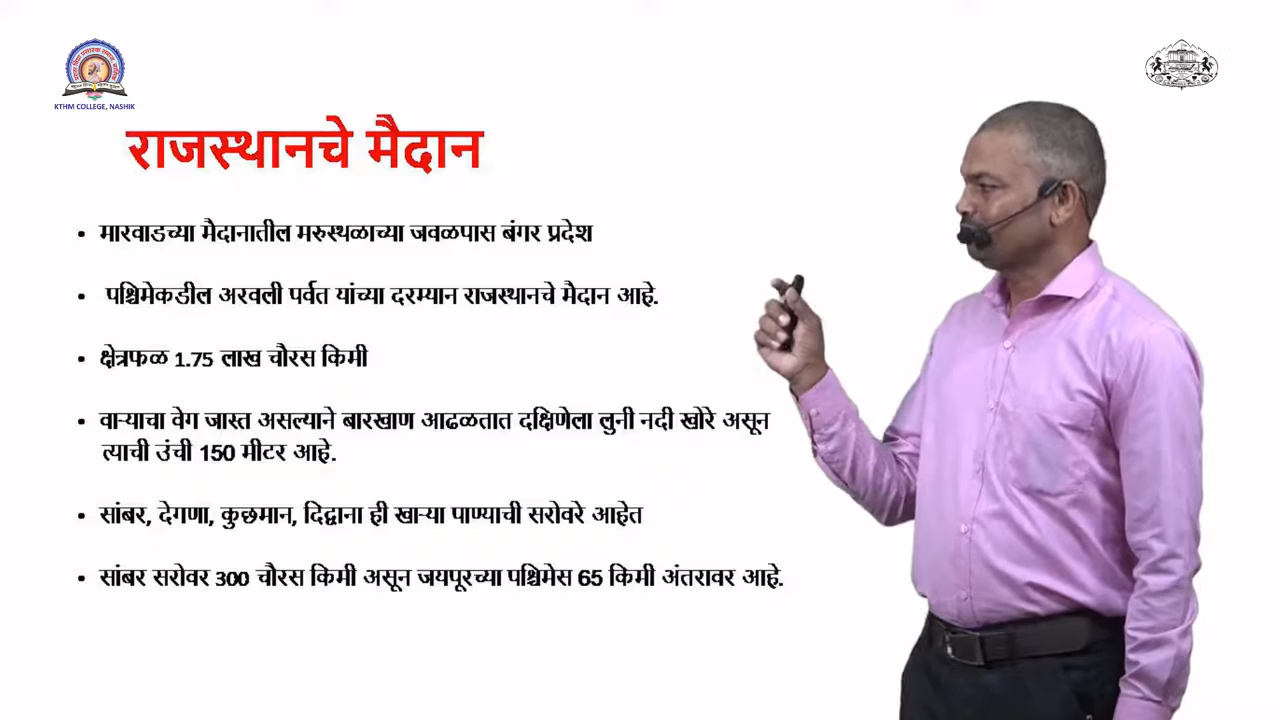 KTHM COLLEGE, NASHIK
राजस्थानचे मैदान
• मारवाडच्या मैदानातील मरुस्थळाच्या जवळपास बंगर प्रदेश
• पश्चिमेकडील अरवली पर्वत यांच्या दरम्यान राजस्थानचे मैदान आहे.
• क्षेत्रफळ 1.75 लाख चौरस किमी
• वाऱ्याचा वेग जास्त असल्याने बारखाण आढळतात दक्षिणेला लुनी नदी खोरे असून
त्याची उंची 150 मीटर आहे.
• सांबर, देगणा, कुछमान, दिद्वाना ही खाऱ्या पाण्याची सरोवरे आहेत
• सांबर सरोवर 300 चौरस किमी असून जयपूरच्या पश्चिमेस 65 किमी अंतरावर आहे.